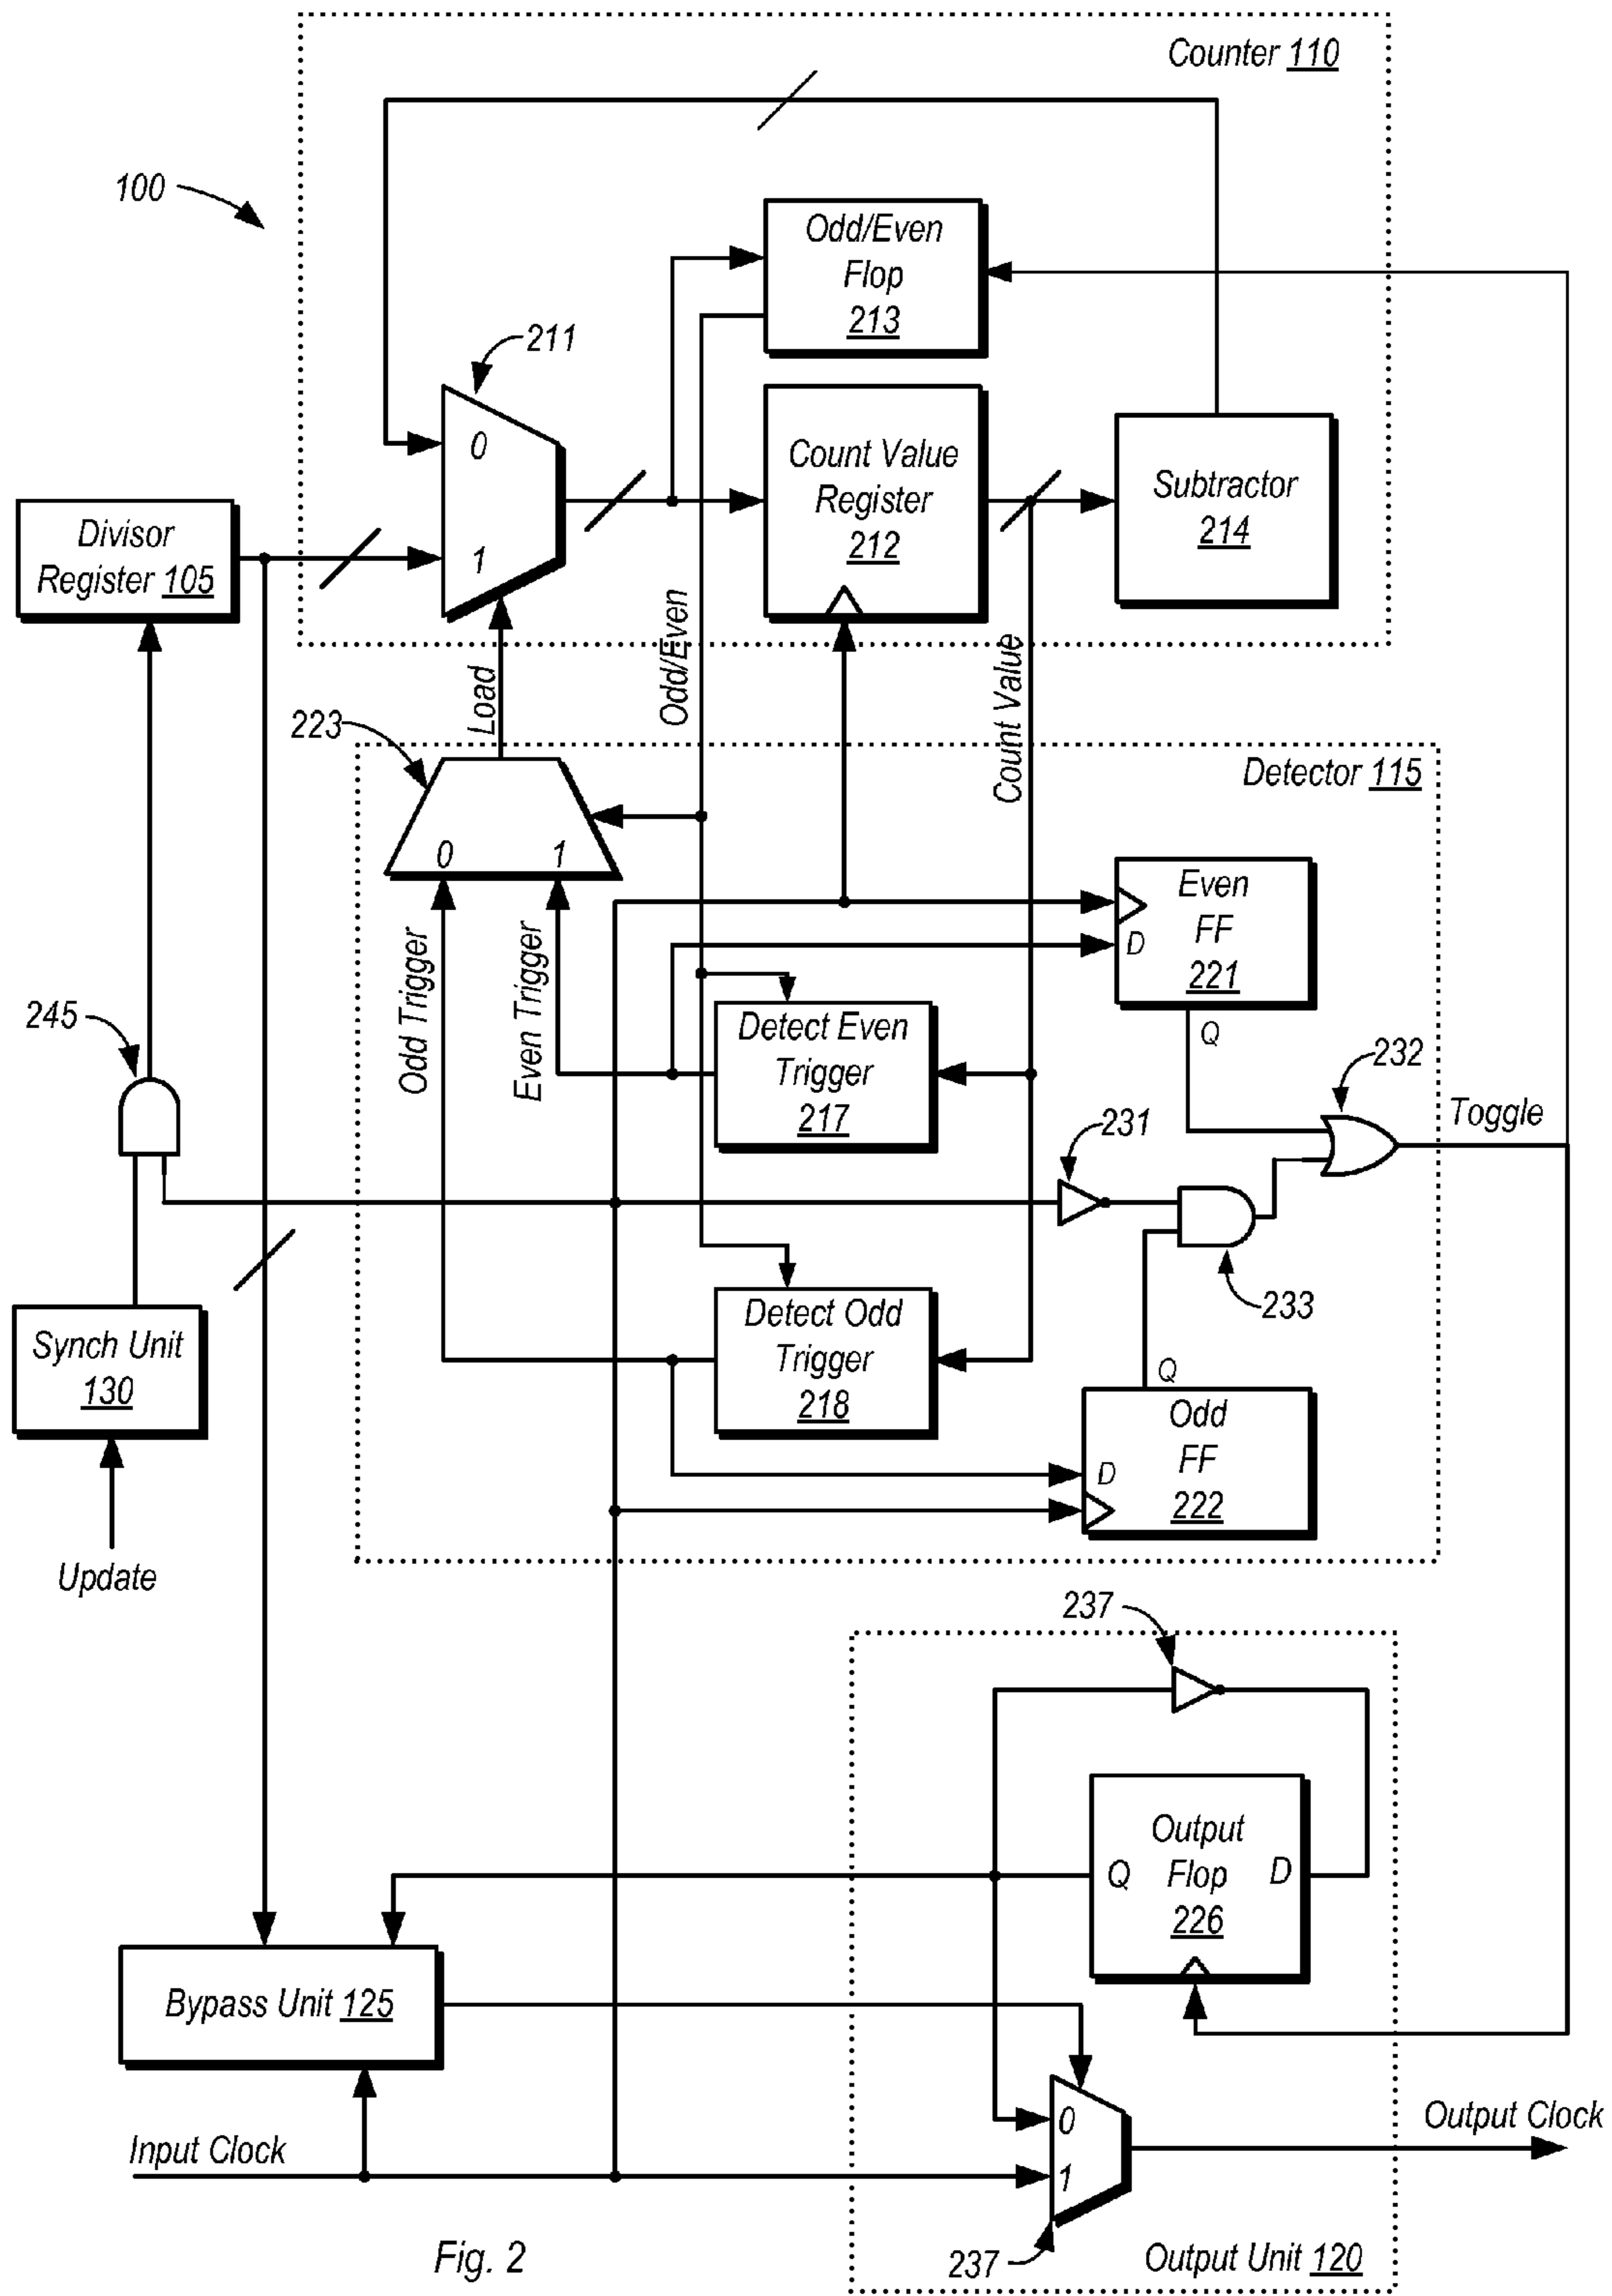 Counter 110
100
Odd/Even
Flop
213
211
0
1
Count Value
Register
212
Subtractor
214
Divisor
Register 105
Load
Odd/Even
Count Value
223
Detector 115
0
1
Even
FF
221
D
Q
Odd Trigger
Even Trigger
245
Detect Even
Trigger
217
232
231
Toggle
233
Detect Odd
Trigger
218
Synch Unit
130
Q
Odd
FF
222
D
Update
237
Output
Flop
226
Q
D
Bypass Unit 125
0
1
Input Clock
Output Clock
237
Output Unit 120
Fig. 2